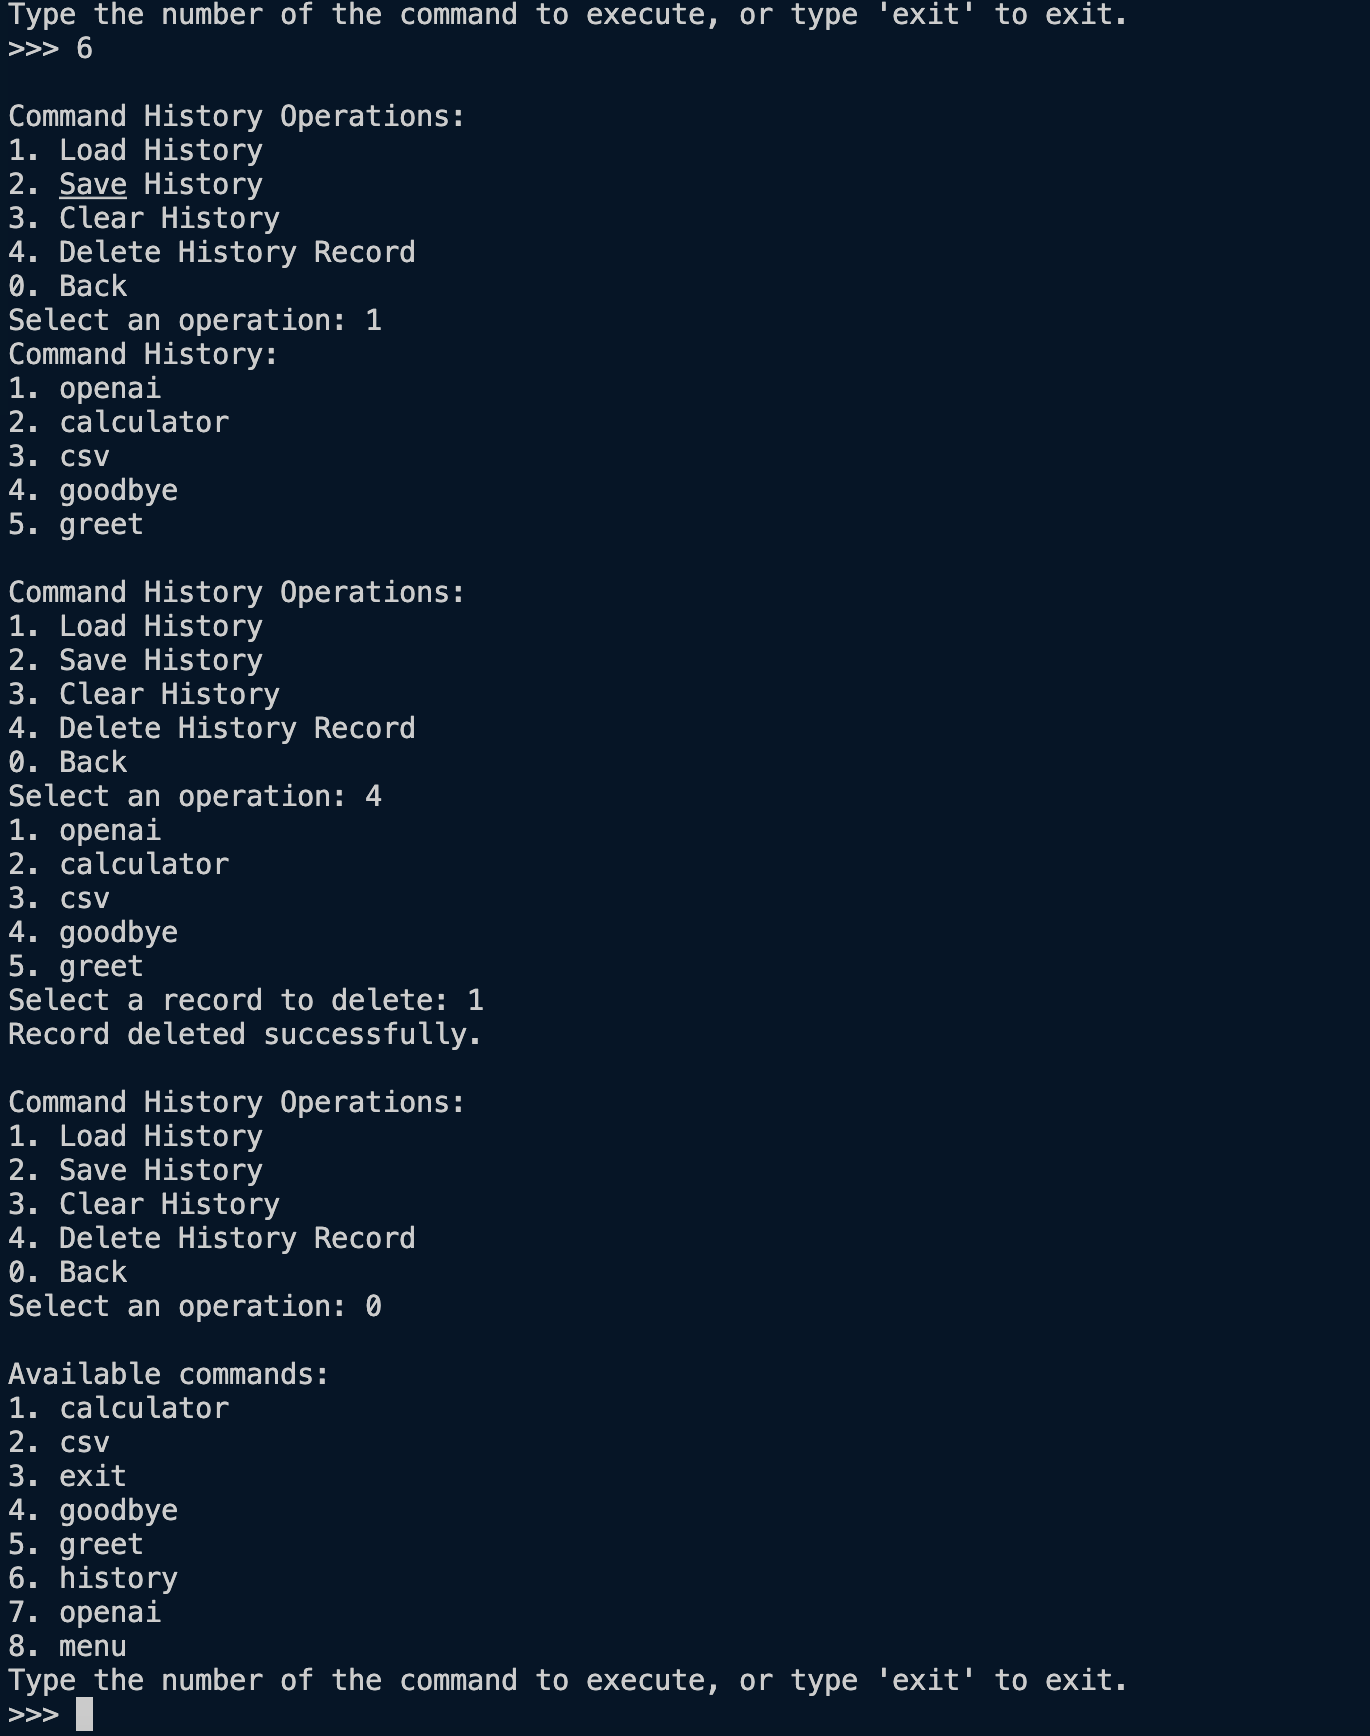 Type the number of the command to execute, or type 'exit' to exit.
>>> 6
Command History Operations:
1. Load History
2. Save History
3. Clear History
4. Delete History Record
0. Back
Select an operation: 1
Command History:
1. openai
2. calculator
3. csv
4. goodbye
5. greet
Command History Operations:
1. Load History
2. Save History
3. Clear History
4. Delete History Record
0. Back
Select an operation: 4
1. openai
2. calculator
3. csv
4. goodbye
5. greet
Select a record to delete: 1
Record deleted successfully.
Command History Operations:
1. Load History
2. Save History
3. Clear History
4. Delete History Record
0. Back
Select an operation: 0
Available commands:
1. calculator
2. csv
3. exit
4. goodbye
5. greet
6. history
7. openai
8. menu
Type the number of the command to execute, or type 'exit' to exit.
>>>